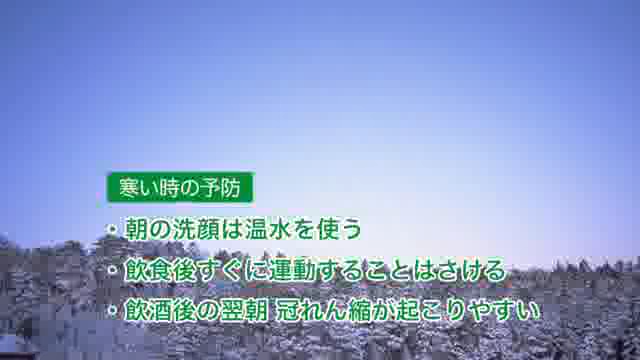 寒い時の予防
・朝の洗顔は温水を使う
・飲食後すぐに運動することはさける
・飲酒後の翌朝 冠れん縮が起こりやすい